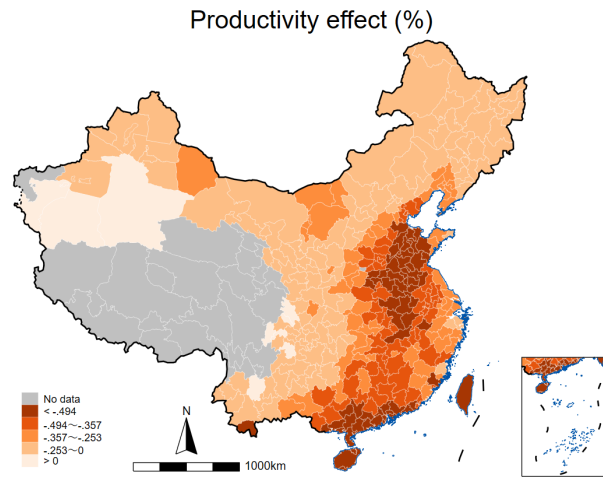 Productivity effect (%)
No data
< -.494
-.494～-.357
-.357～-.253
-.253～0
> 0
N
1000km